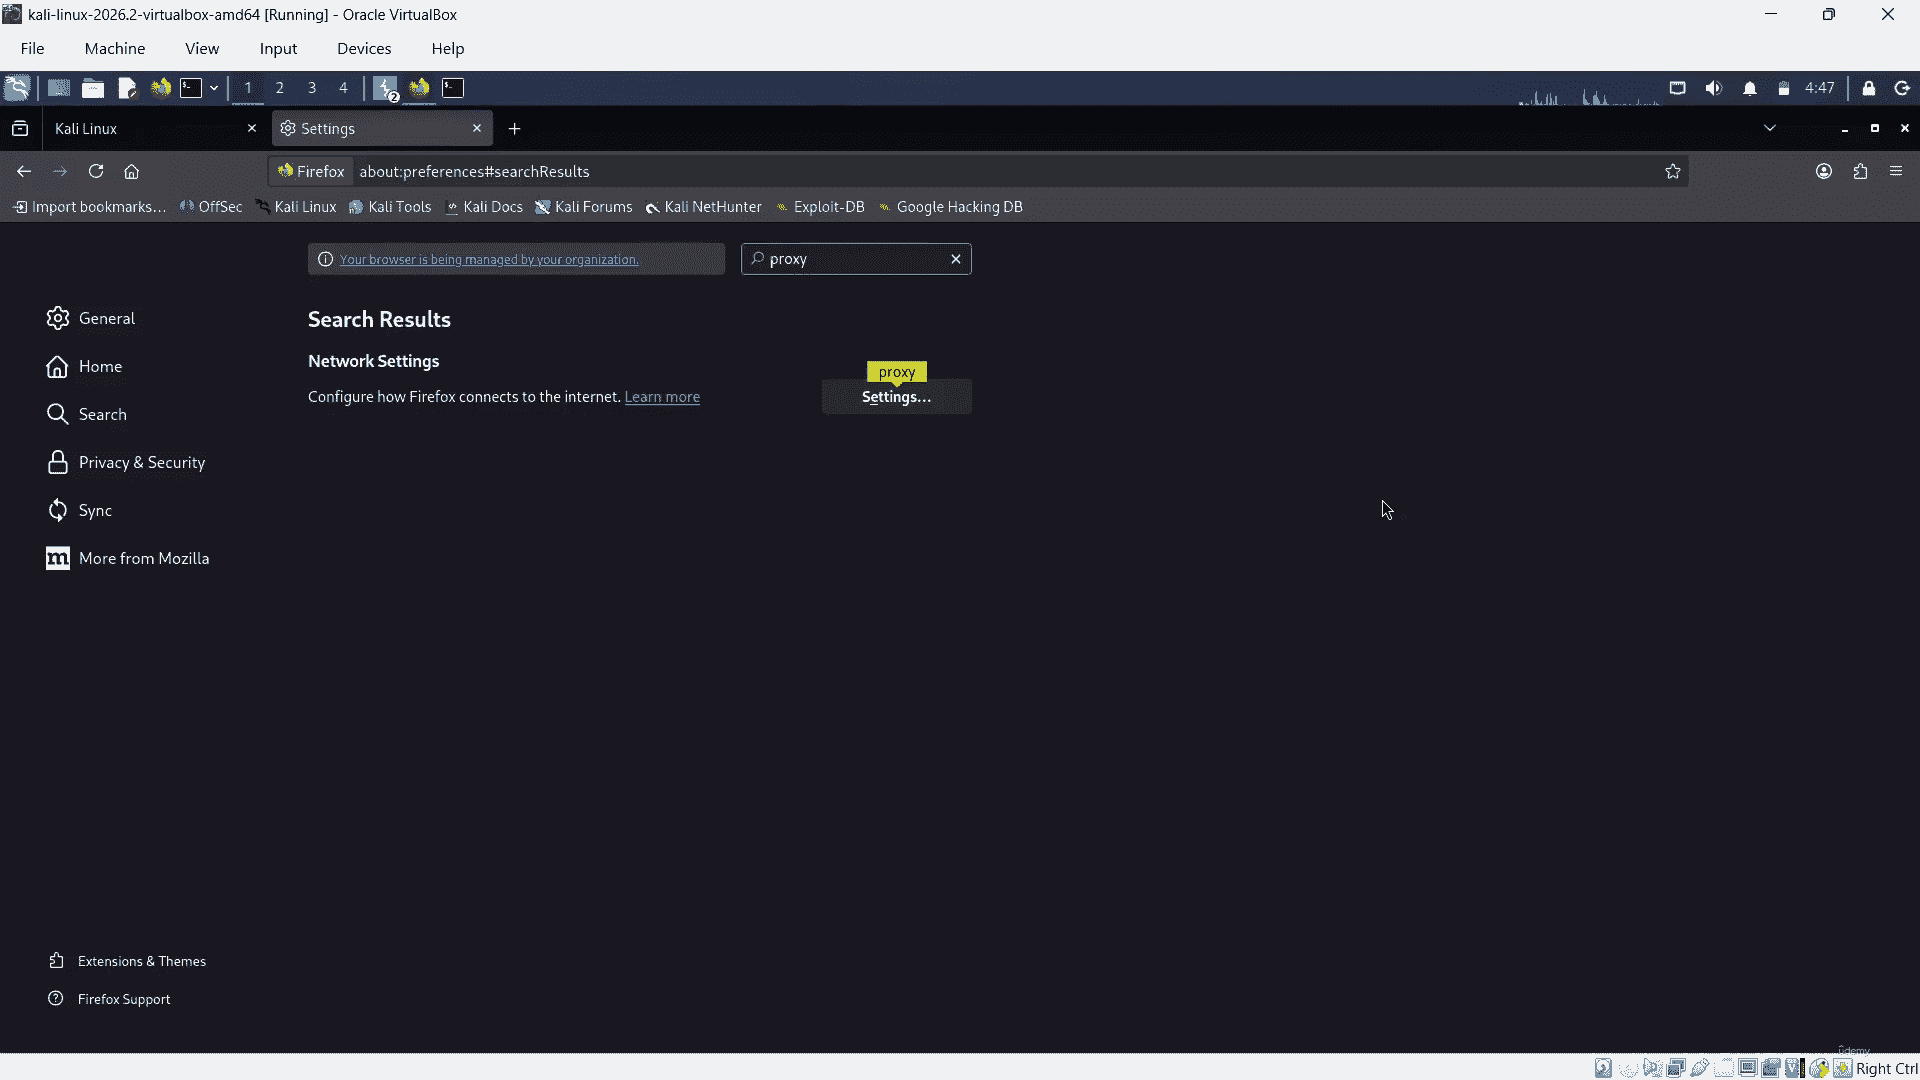 kali-linux-2026.2-virtualbox-amd64 [Running] - Oracle VirtualBox
File Machine View Input Devices Help
1 2 3 4 2 4:47
Kali Linux Settings
Firefox about:preferences#searchResults
Import bookmarks... OffSec Kali Linux Kali Tools Kali Docs Kali Forums Kali NetHunter Exploit-DB Google Hacking DB
Your browser is being managed by your organization. proxy
General
Home
Search
Privacy & Security
Sync
m More from Mozilla
Search Results
Network Settings
proxy
Configure how Firefox connects to the internet. Learn more Settings...
Extensions & Themes
Firefox Support
ûdemy
Right Ctrl